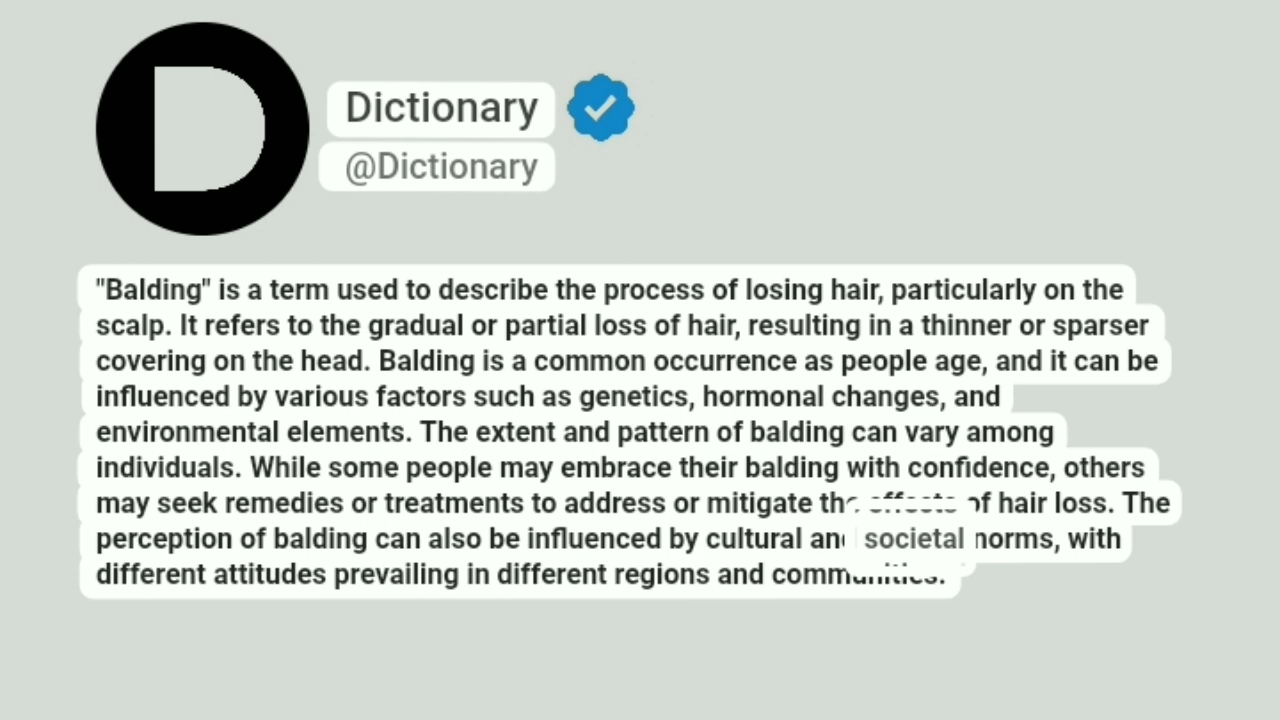 D
Dictionary
@Dictionary
"Balding" is a term used to describe the process of losing hair, particularly on the
scalp. It refers to the gradual or partial loss of hair, resulting in a thinner or sparser
covering on the head. Balding is a common occurrence as people age, and it can be
influenced by various factors such as genetics, hormonal changes, and
environmental elements. The extent and pattern of balding can vary among
individuals. While some people may embrace their balding with confidence, others
may seek remedies or treatments to address or mitigate the effects of hair loss. The
perception of balding can also be influenced by cultural and societal norms, with
different attitudes prevailing in different regions and communities.